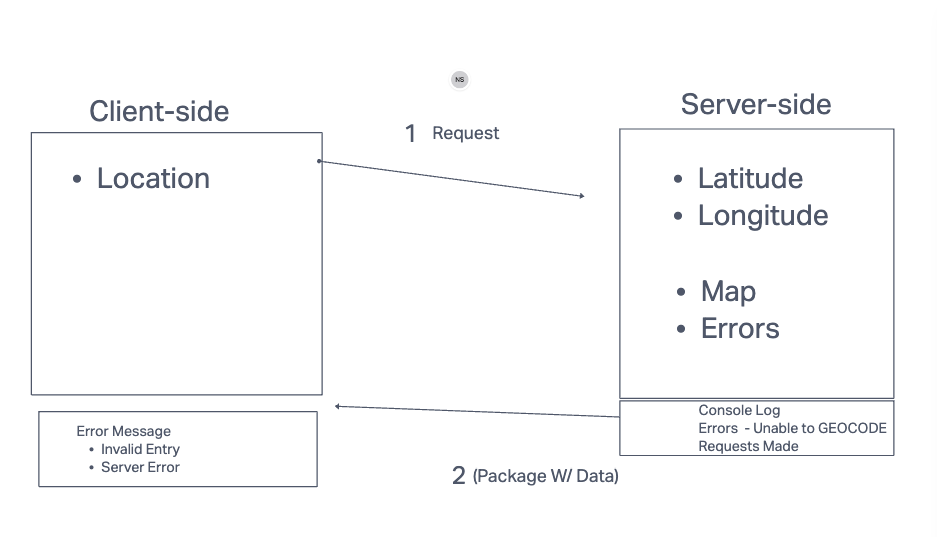 NS
Client-side
Server-side
1 Request
• Location
• Latitude
• Longitude
• Map
• Errors
Console Log
Errors - Unable to GEOCODE
Requests Made
Error Message
• Invalid Entry
• Server Error
2 (Package W/ Data)